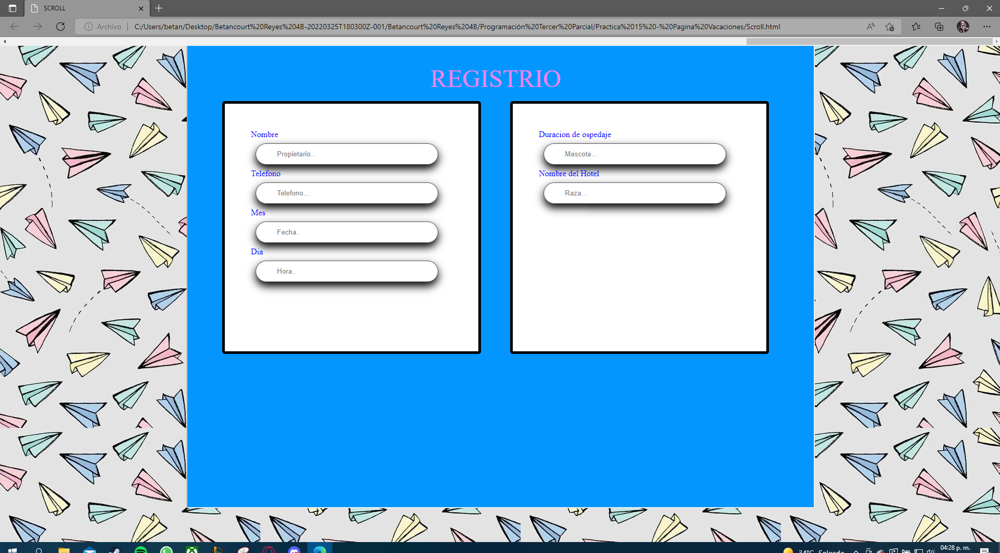 SCROLL
Archivo
C:/Users/betan/Desktop/Betancourt%20Reyes%204B-20220325T180300Z-001/Betancourt%20Reyes%204B/Programación%20Tercer%20Parcial/Practica%2015%20-%20Pagina%20Vacaciones/Scroll.html
REGISTRIO
Nombre
Propietario...
Telefono
Telefono...
Mes
Fecha..
Dia
Hora..
Duracion de ospedaje
Mascota...
Nombre del Hotel
Raza...
34°C Soleado
04:28 p. m.